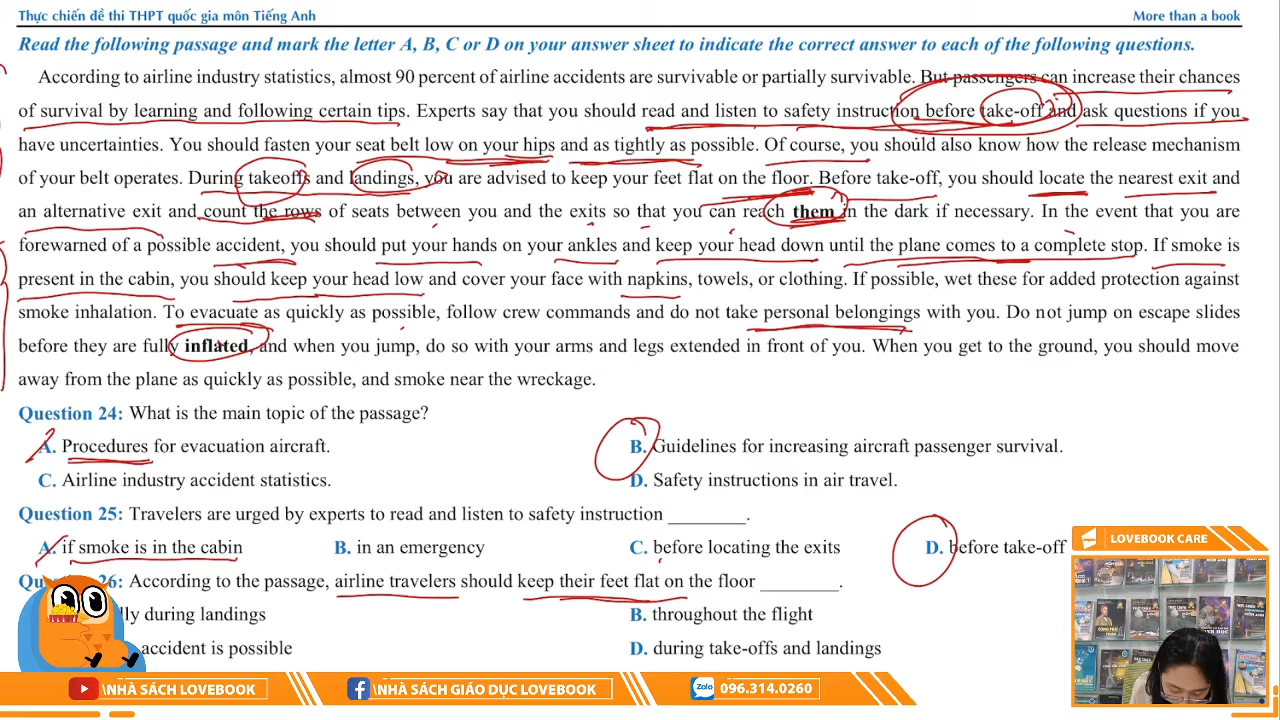 Thực chiến đề thi THPT quốc gia môn Tiếng Anh
More than a book
Read the following passage and mark the letter A, B, C or D on your answer sheet to indicate the correct answer to each of the following questions.
According to airline industry statistics, almost 90 percent of airline accidents are survivable or partially survivable. But passengers can increase their chances
of survival by learning and following certain tips. Experts say that you should read and listen to safety instruction before take-off and ask questions if you
have uncertainties. You should fasten your seat belt low on your hips and as tightly as possible. Of course, you should also know how the release mechanism
of your belt operates. During takeoffs and landings, you are advised to keep your feet flat on the floor. Before take-off, you should locate the nearest exit and
an alternative exit and count the rows of seats between you and the exits so that you can reach them in the dark if necessary. In the event that you are
forewarned of a possible accident, you should put your hands on your ankles and keep your head down until the plane comes to a complete stop. If smoke is
present in the cabin, you should keep your head low and cover your face with napkins, towels, or clothing. If possible, wet these for added protection against
smoke inhalation. To evacuate as quickly as possible, follow crew commands and do not take personal belongings with you. Do not jump on escape slides
before they are fully inflated, and when you jump, do so with your arms and legs extended in front of you. When you get to the ground, you should move
away from the plane as quickly as possible, and smoke near the wreckage.
Question 24: What is the main topic of the passage?
A. Procedures for evacuation aircraft.
B. Guidelines for increasing aircraft passenger survival.
C. Airline industry accident statistics.
D. Safety instructions in air travel.
Question 25: Travelers are urged by experts to read and listen to safety instruction ________.
A. if smoke is in the cabin
B. in an emergency
C. before locating the exits
D. before take-off
26: According to the passage, airline travelers should keep their feet flat on the floor ________.
ly during landings
B. throughout the flight
accident is possible
D. during take-offs and landings
LOVEBOOK CARE
NHÀ SÁCH LOVEBOOK
NHÀ SÁCH GIÁO DỤC LOVEBOOK
Zalo 096.314.0260